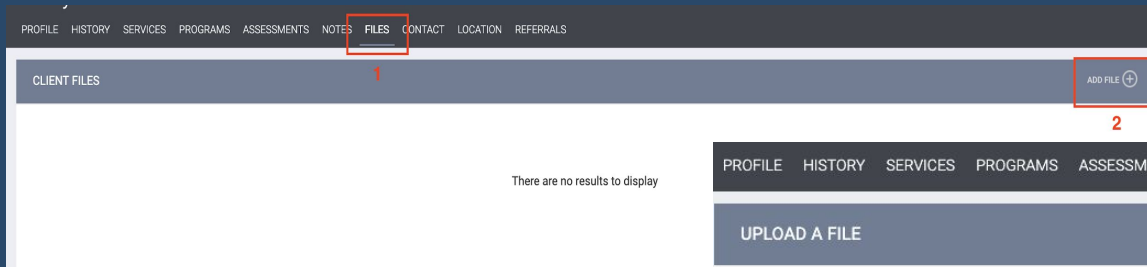 PROFILE HISTORY SERVICES PROGRAMS ASSESSMENTS NOTES FILES CONTACT LOCATION REFERRALS
1
CLIENT FILES
ADD FILE
2
There are no results to display
PROFILE HISTORY SERVICES PROGRAMS ASSESSM
UPLOAD A FILE